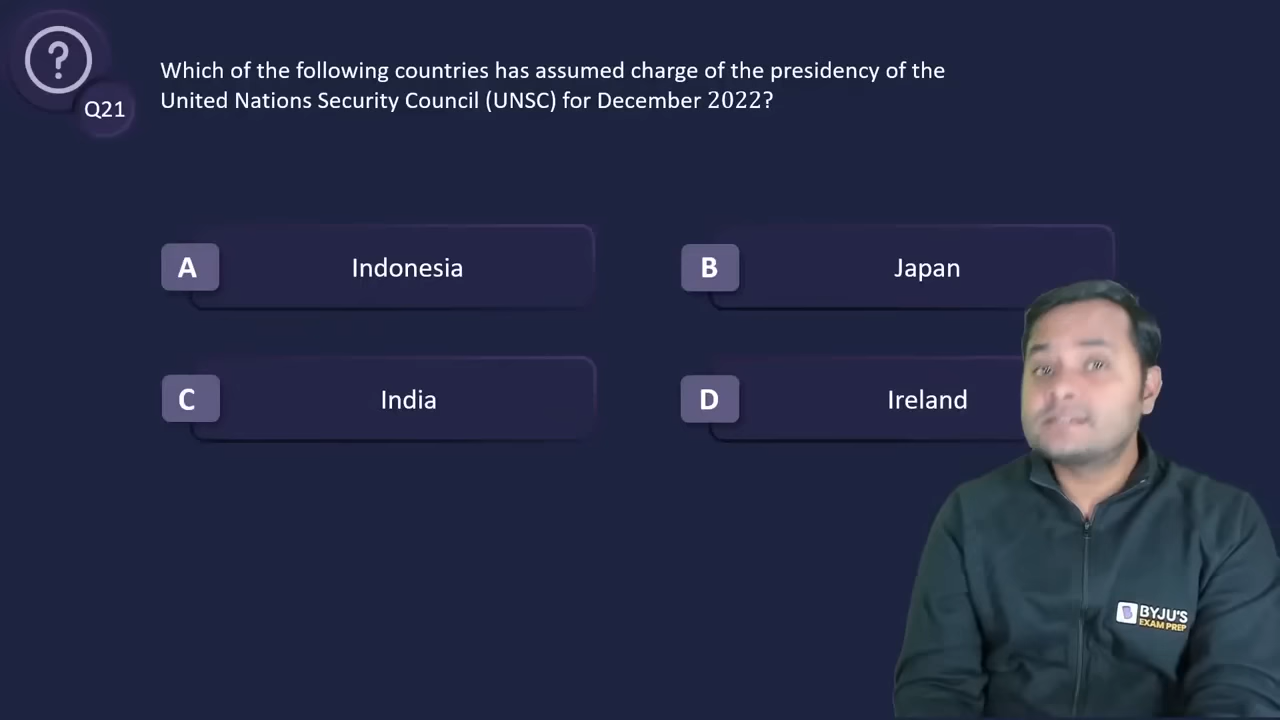 ?
Q21
Which of the following countries has assumed charge of the presidency of the
United Nations Security Council (UNSC) for December 2022?
A Indonesia
B Japan
C India
D Ireland
BYJU'S
EXAM PREP